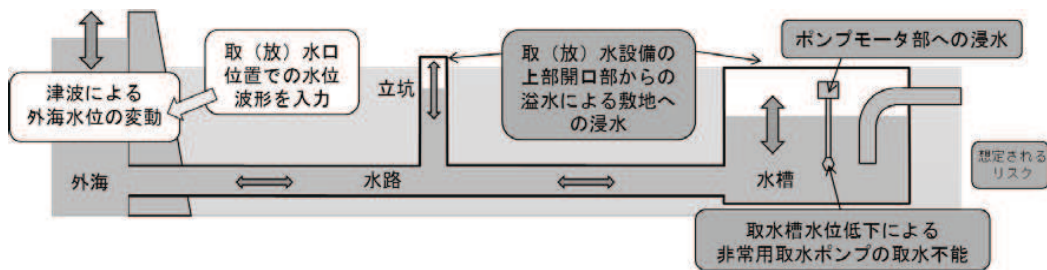 津波による
外海水位の変動
取（放）水口
位置での水位
波形を入力
立坑
取（放）水設備の
上部開口部からの
溢水による敷地へ
の浸水
ポンプモータ部への浸水
外海
水路
水槽
想定される
リスク
取水槽水位低下による
非常用取水ポンプの取水不能